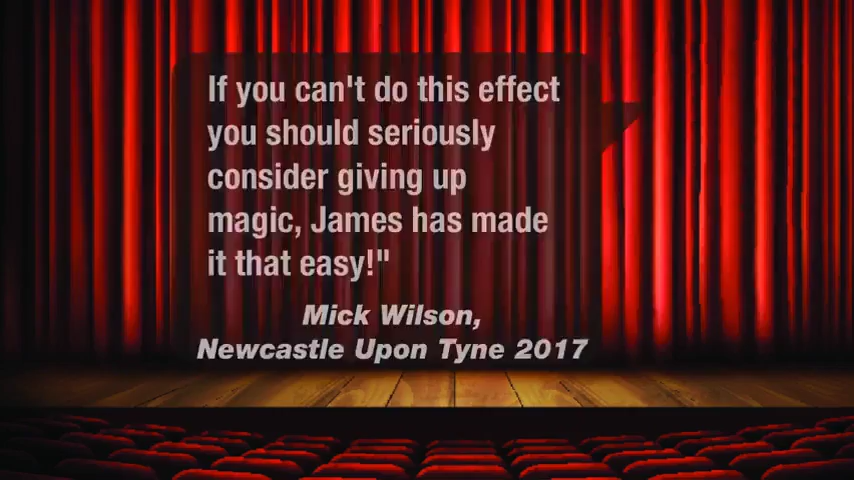 If you can't do this effect
you should seriously
consider giving up
magic, James has made
it that easy!"
Mick Wilson,
Newcastle Upon Tyne 2017